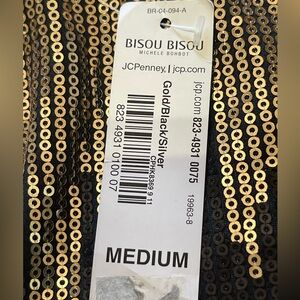 BR-04-094-A
BISOU BISOU
MICHELE BOHBOT
JCPenney | jcp.com
jcp.com 823-4931 0075
19963-8
Gold/Black/Silver
823 4931 0100 07
MEDIUM